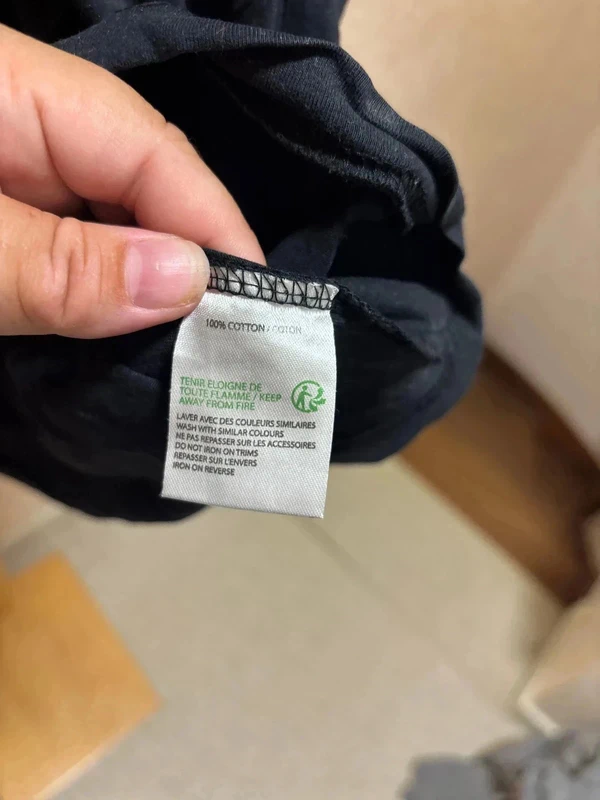 100% COTTON / COTON
TENIR ELOIGNE DE
TOUTE FLAMME / KEEP
AWAY FROM FIRE
LAVER AVEC DES COULEURS SIMILAIRES
WASH WITH SIMILAR COLOURS
NE PAS REPASSER SUR LES ACCESSOIRES
DO NOT IRON ON TRIMS
REPASSER SUR L'ENVERS
IRON ON REVERSE